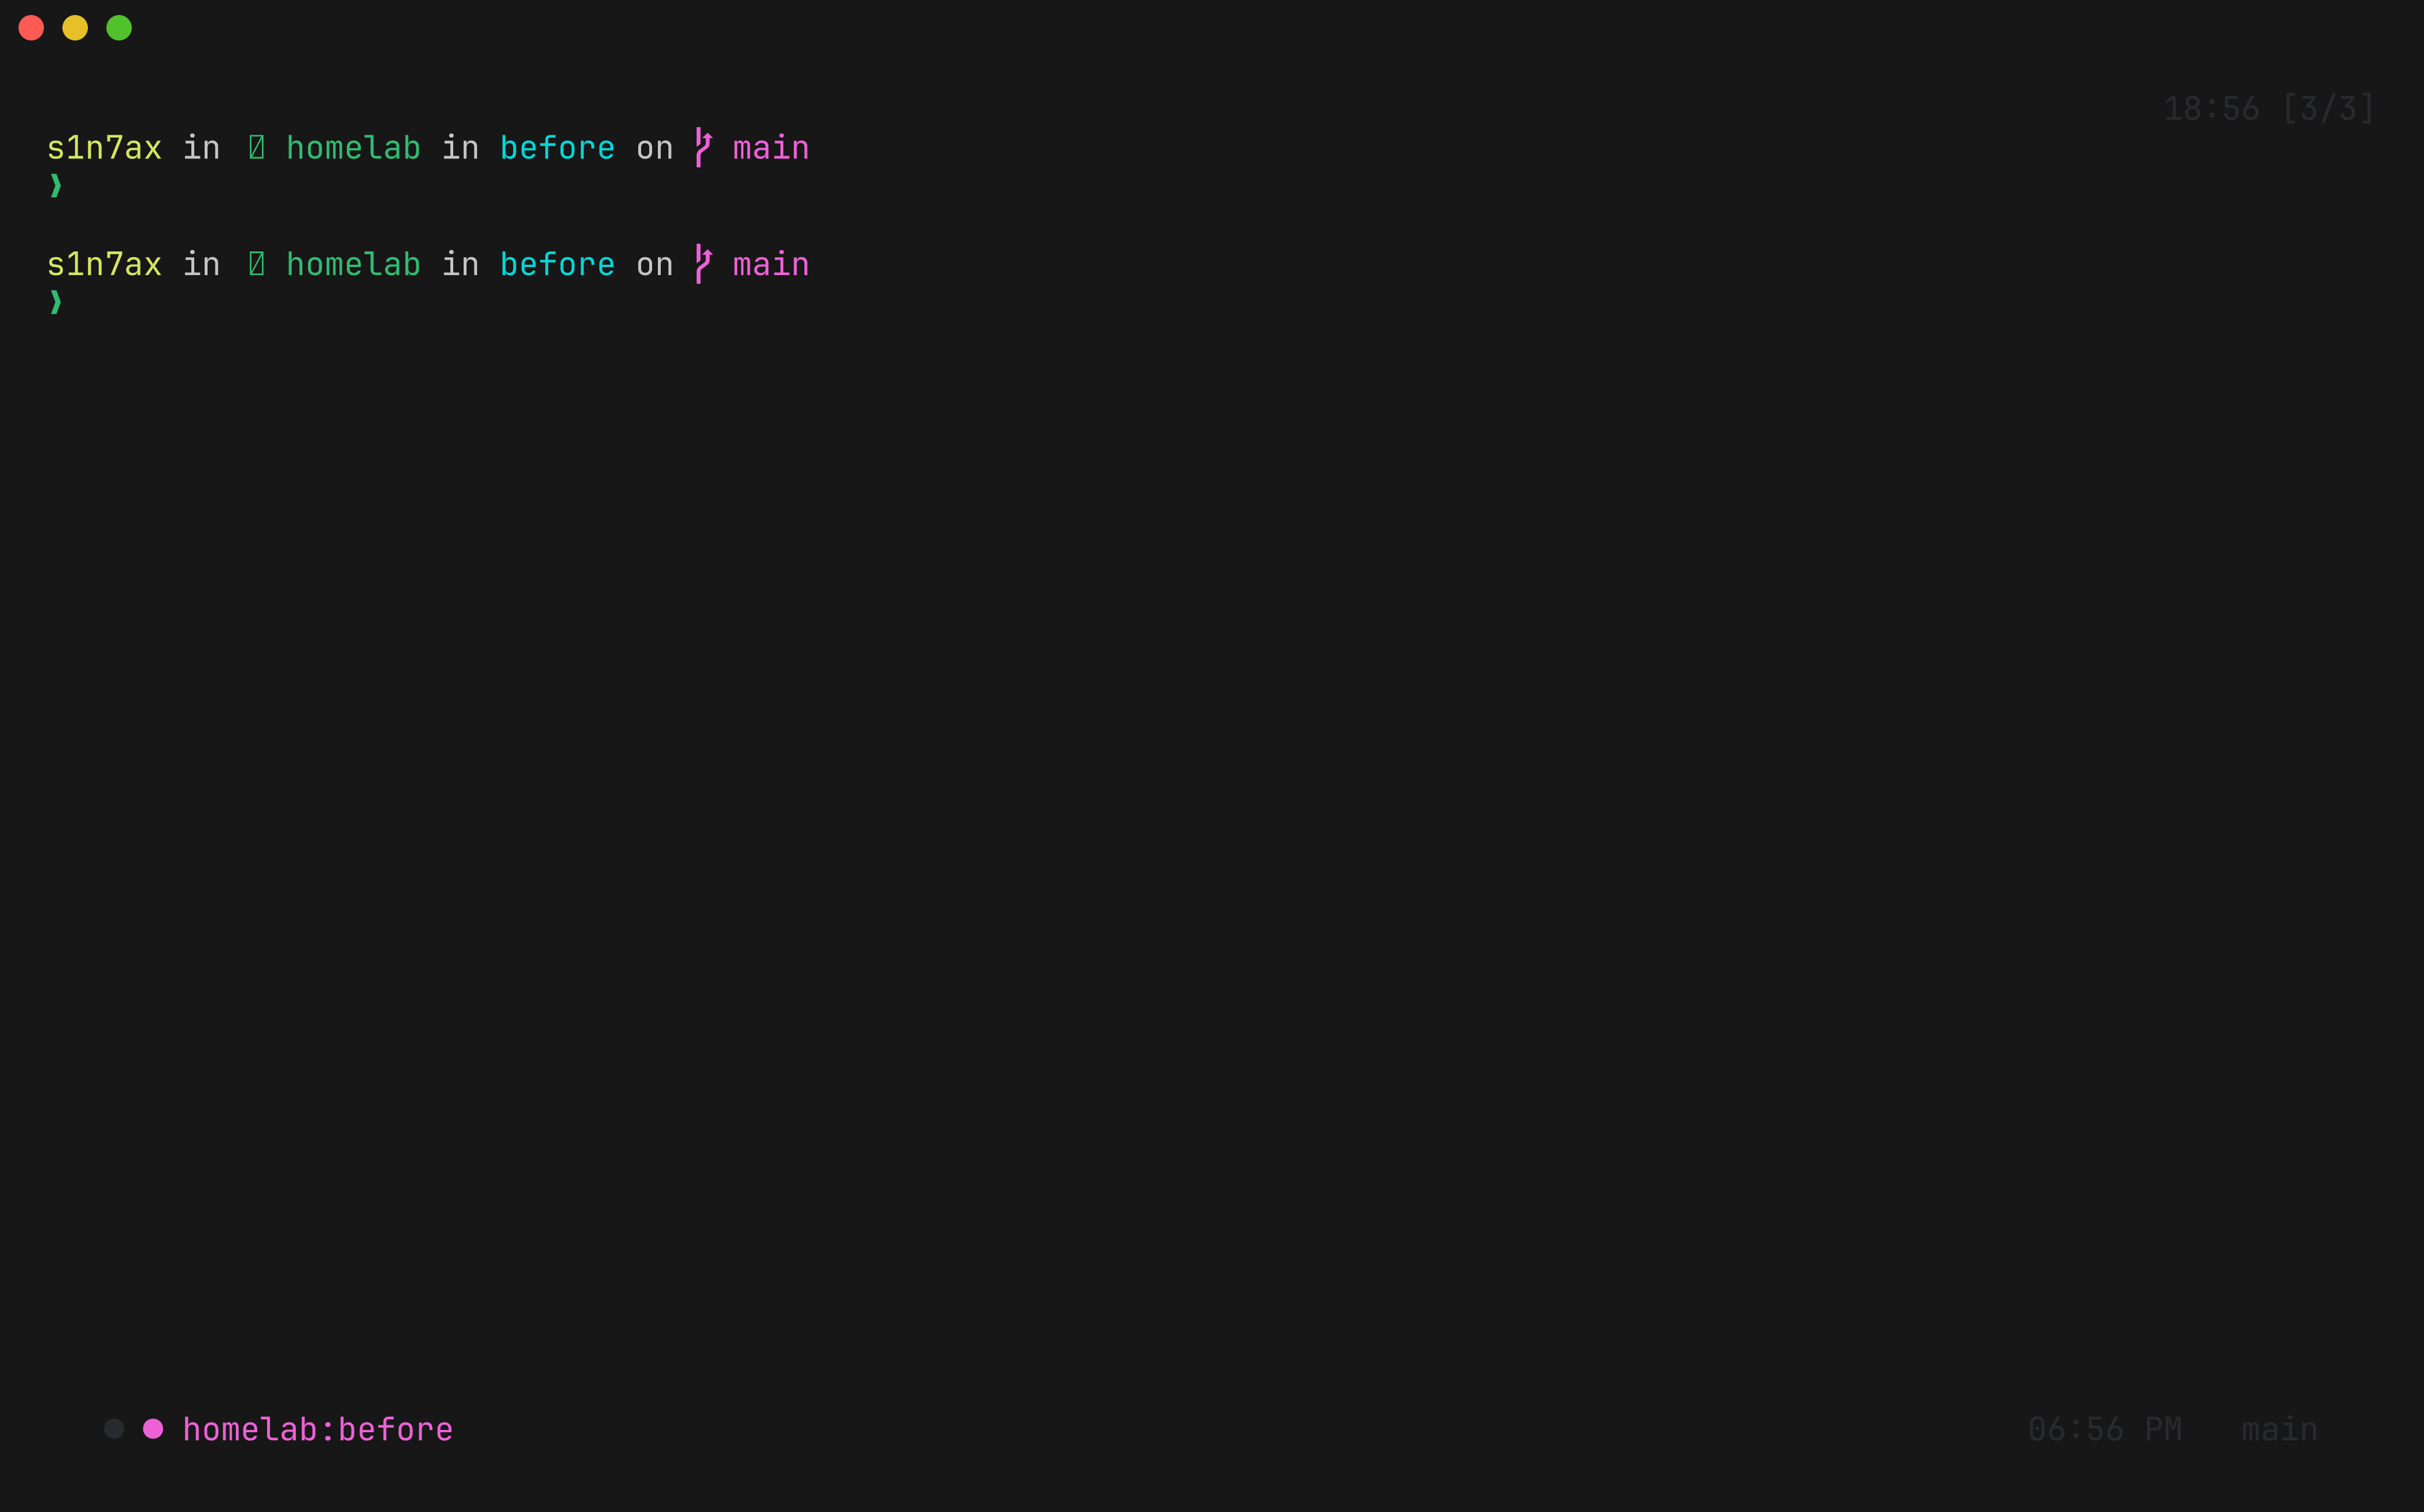 18:56 [3/3]
s1n7ax in homelab in before on main
❯
s1n7ax in homelab in before on main
❯
homelab:before 06:56 PM main